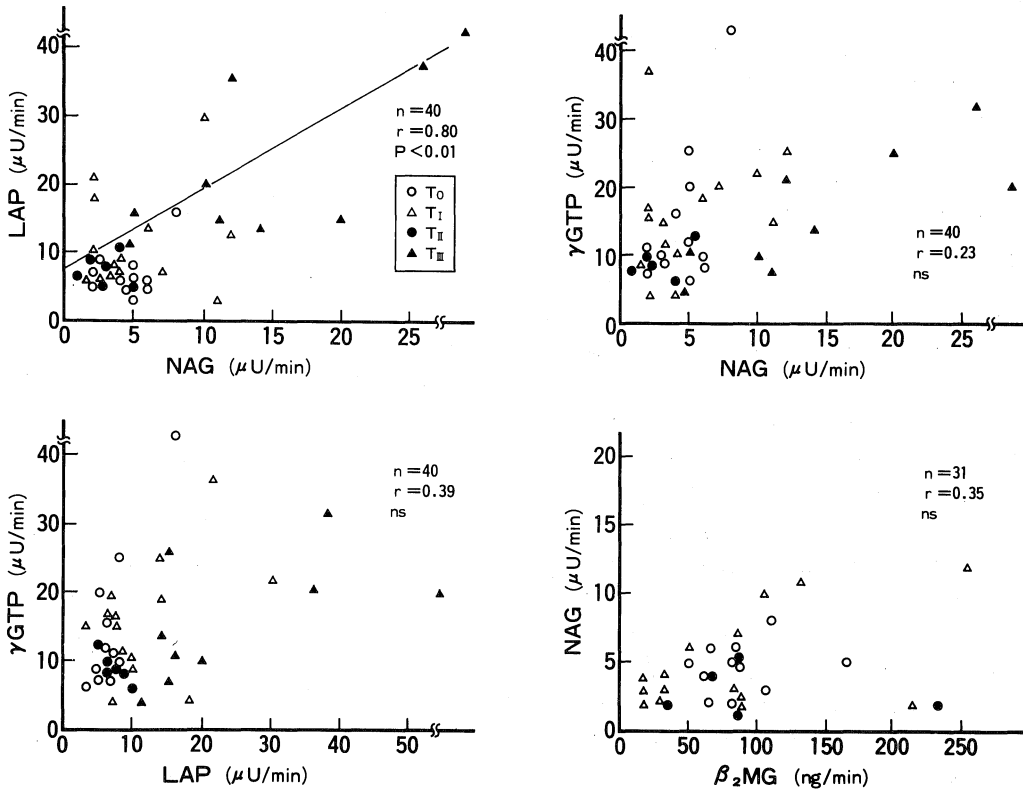 40
30
20
10
0
LAP (μU/min)
n=40
r=0.80
P<0.01
T0
TI
TII
TIII
0
5
10
15
20
25
NAG (μU/min)
40
30
20
10
0
γGTP (μU/min)
n=40
r=0.23
ns
0
5
10
15
20
25
NAG (μU/min)
40
30
20
10
0
γGTP (μU/min)
n=40
r=0.39
ns
0
10
20
30
40
50
LAP (μU/min)
20
15
10
5
0
NAG (μU/min)
n=31
r=0.35
ns
0
50
100
150
200
250
β₂MG (ng/min)